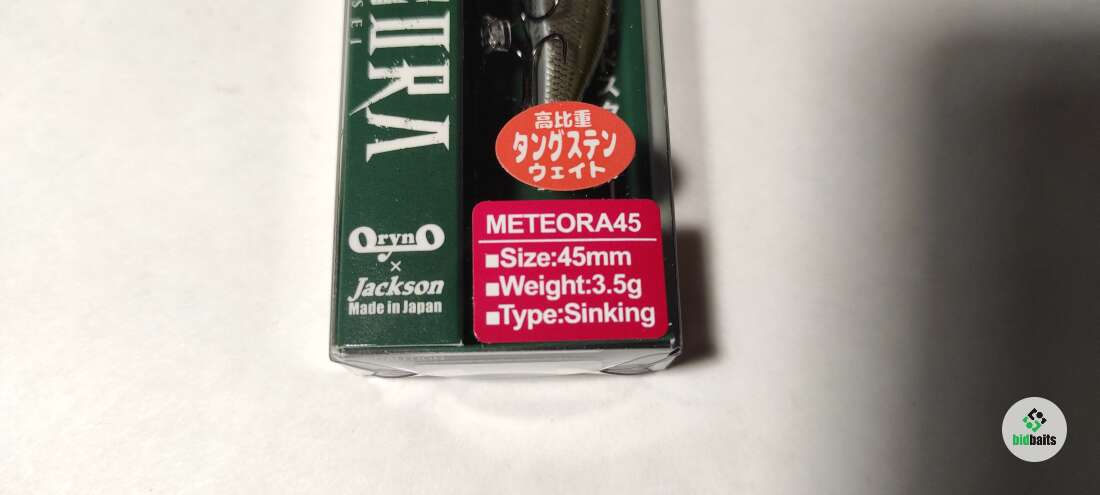 高比重
タングステン
ウェイト
METEORA45
■Size:45mm
■Weight:3.5g
■Type:Sinking
OrynO
×
Jackson
Made in Japan
bidbaits